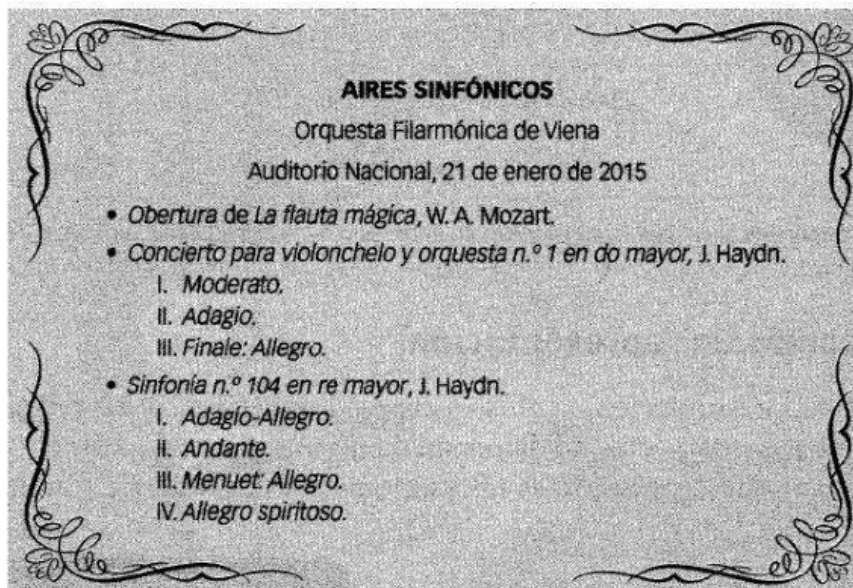 AIRES SINFÓNICOS
Orquesta Filarmónica de Viena
Auditorio Nacional, 21 de enero de 2015
• Obertura de La flauta mágica, W. A. Mozart.
• Concierto para violonchelo y orquesta n.º 1 en do mayor, J. Haydn.
I. Moderato.
II. Adagio.
III. Finale: Allegro.
• Sinfonía n.º 104 en re mayor, J. Haydn.
I. Adagio-Allegro.
II. Andante.
III. Menuet: Allegro.
IV. Allegro spiritoso.